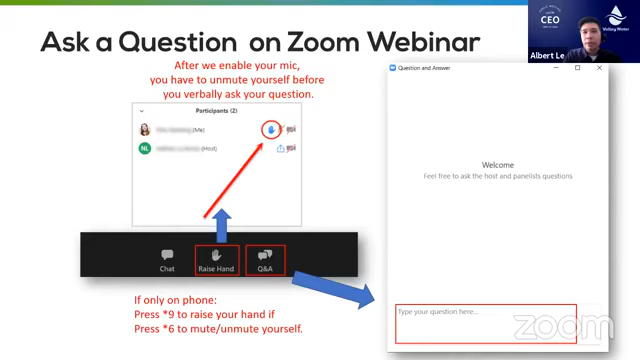 Ask a Question on Zoom Webinar
After we enable your mic,
you have to unmute yourself before
you verbally ask your question.
Participants (2)
(Me)
NL
(Host)
Chat
Raise Hand
Q&A
If only on phone:
Press *9 to raise your hand if
Press *6 to mute/unmute yourself.
Question and Answer
Welcome
Feel free to ask the host and panelists questions
Type your question here...
zoom
CEO
Valley Water
Albert Le